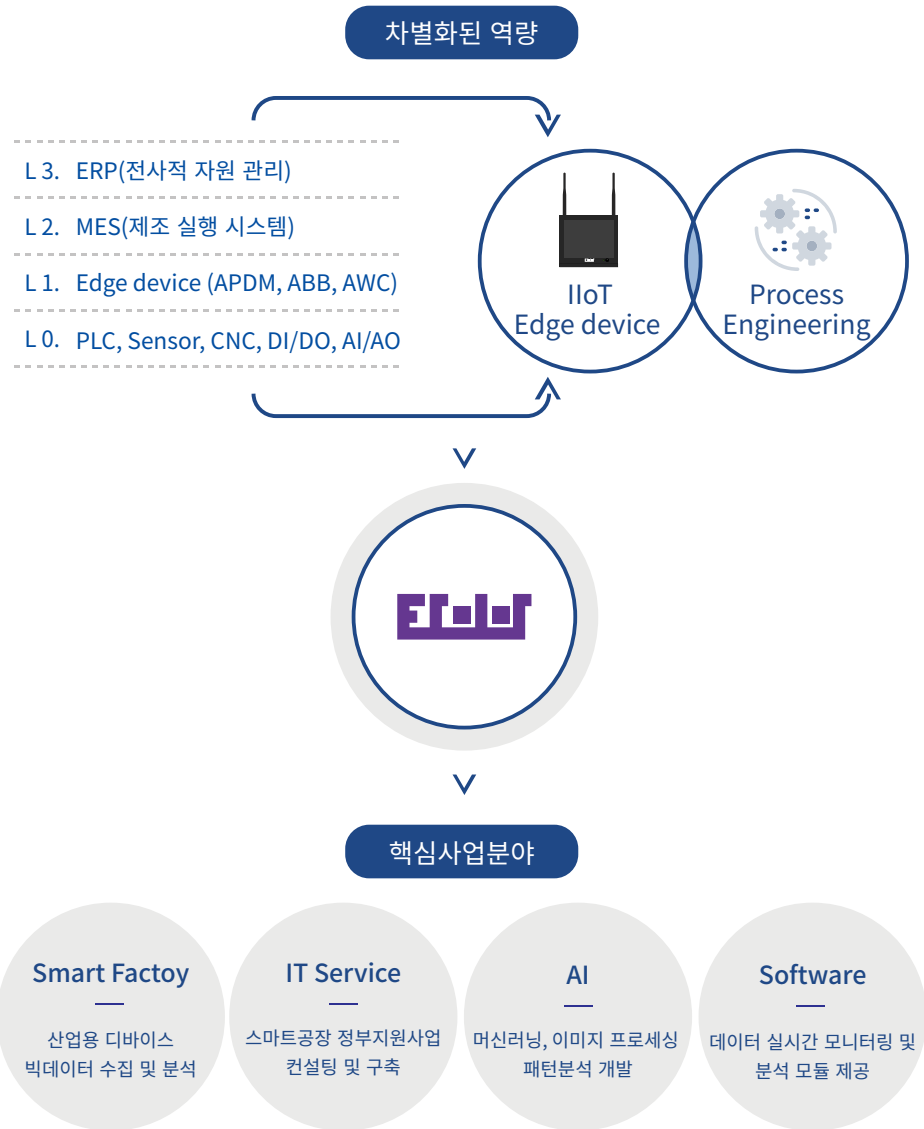 차별화된 역량
L 3. ERP(전사적 자원 관리)
L 2. MES(제조 실행 시스템)
L 1. Edge device (APDM, ABB, AWC)
L 0. PLC, Sensor, CNC, DI/DO, AI/AO
IIoT
Edge device
Process
Engineering
핵심사업분야
Smart Factoy
산업용 디바이스
빅데이터 수집 및 분석
IT Service
스마트공장 정부지원사업
컨설팅 및 구축
AI
머신러닝, 이미지 프로세싱
패턴분석 개발
Software
데이터 실시간 모니터링 및
분석 모듈 제공